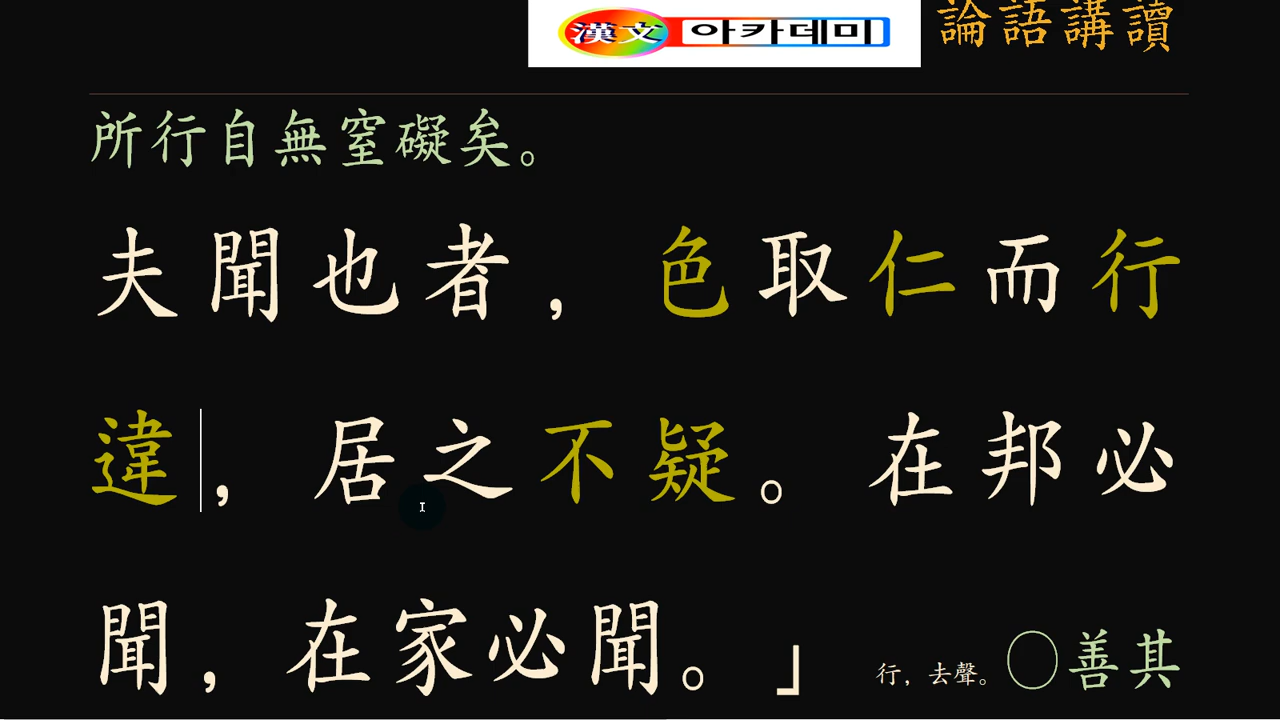 漢文 아카데미 論語講讀
所行自無窒礙矣。
夫聞也者，色取仁而行
違，居之不疑。在邦必
聞，在家必聞。」行，去聲。○善其